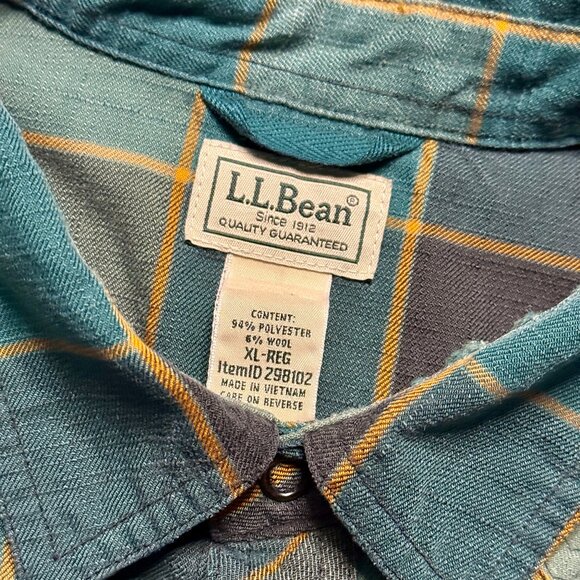 L.L.Bean®
Since 1912
QUALITY GUARANTEED
CONTENT:
94% POLYESTER
6% WOOL
XL-REG
ItemID 298102
MADE IN VIETNAM
CARE ON REVERSE